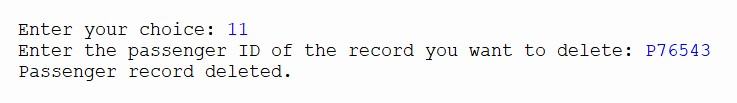 Enter your choice: 11
Enter the passenger ID of the record you want to delete: P76543
Passenger record deleted.